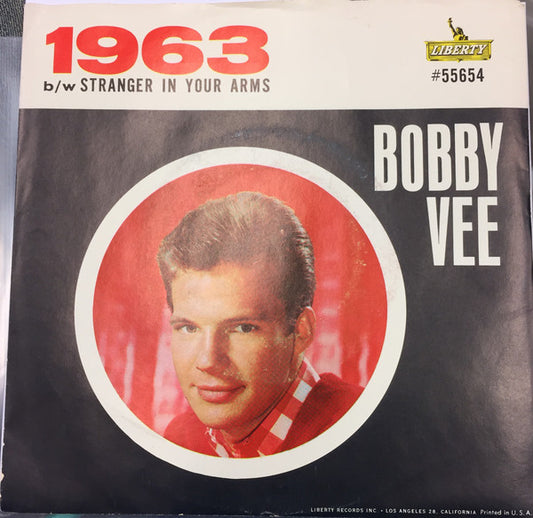 1963
b/w STRANGER IN YOUR ARMS
LIBERTY
#55654
BOBBY
VEE
LIBERTY RECORDS INC. • LOS ANGELES 28, CALIFORNIA Printed in U.S.A.